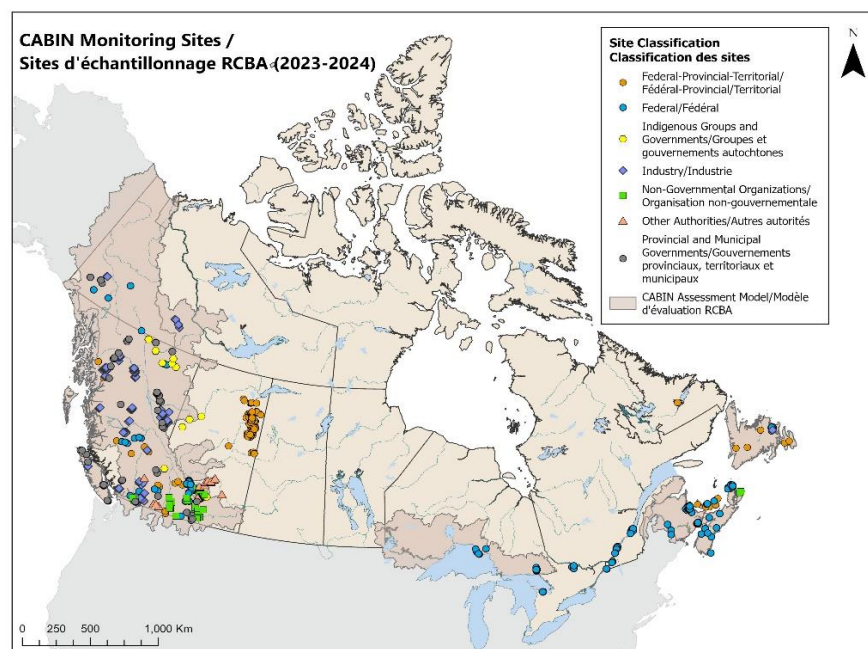 CABIN Monitoring Sites /
Sites d'échantillonnage RCBA (2023-2024)
N
Site Classification
Classification des sites
Federal-Provincial-Territorial/
Fédéral-Provincial/Territorial
Federal/Fédéral
Indigenous Groups and
Governments/Groupes et
gouvernements autochtones
Industry/Industrie
Non-Governmental Organizations/
Organisation non-gouvernementale
Other Authorities/Autres autorités
Provincial and Municipal
Governments/Gouvernements
provinciaux, territoriaux et
municipaux
CABIN Assessment Model/Modèle
d'évaluation RCBA
0 250 500 1,000 Km